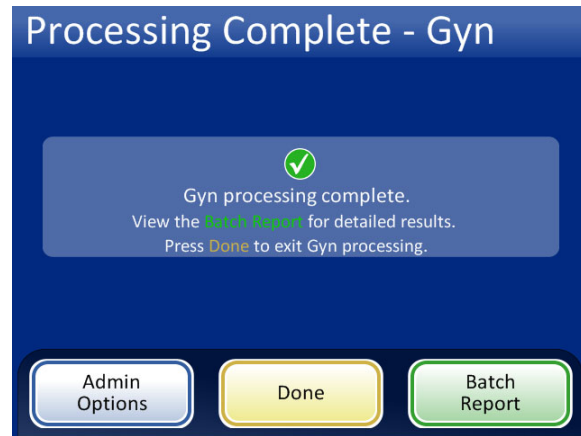 Processing Complete - Gyn
Gyn processing complete.
View the Batch Report for detailed results.
Press Done to exit Gyn processing.
Admin
Options
Done
Batch
Report